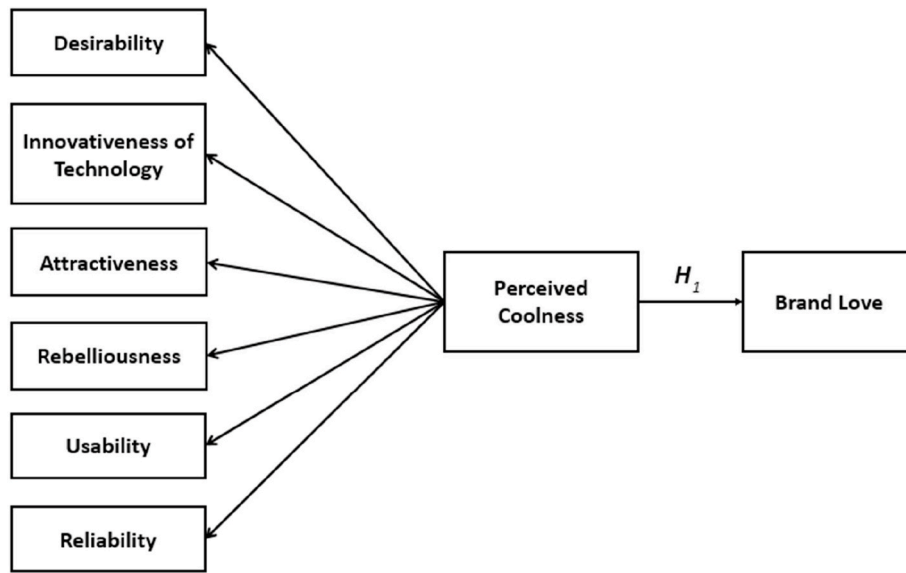 Desirability
Innovativeness of
Technology
Attractiveness
Rebelliousness
Usability
Reliability
Perceived
Coolness
H1
Brand Love